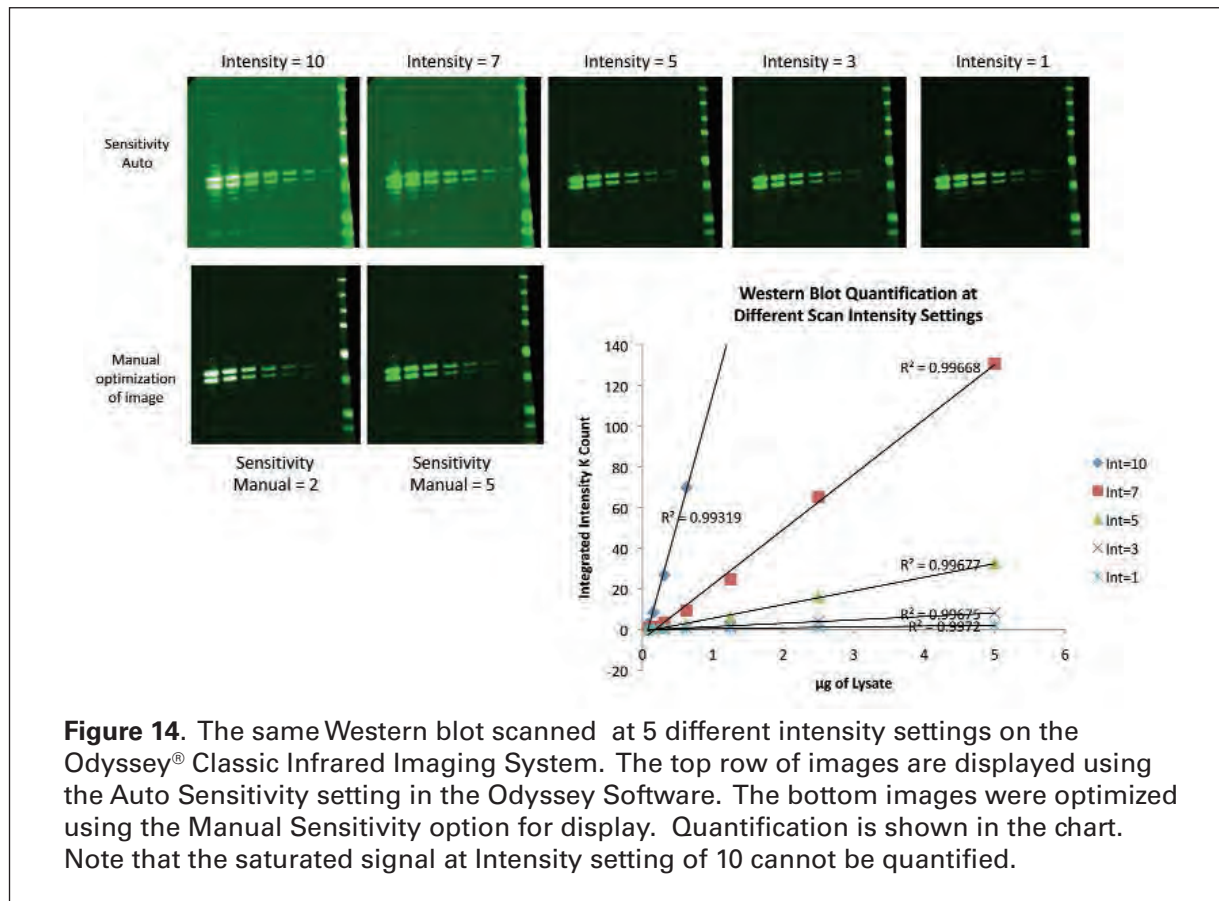 Intensity = 10
Intensity = 7
Intensity = 5
Intensity = 3
Intensity = 1
Sensitivity
Auto
Manual
optimization
of image
Sensitivity
Manual = 2
Sensitivity
Manual = 5
Western Blot Quantification at
Different Scan Intensity Settings
Integrated Intensity K Count
140
120
100
80
60
40
20
0
-20
R² = 0.99319
R² = 0.99668
R² = 0.99677
R² = 0.99675
R² = 0.9972
0
1
2
3
4
5
6
µg of Lysate
Int=10
Int=7
Int=5
Int=3
Int=1
Figure 14. The same Western blot scanned at 5 different intensity settings on the
Odyssey® Classic Infrared Imaging System. The top row of images are displayed using
the Auto Sensitivity setting in the Odyssey Software. The bottom images were optimized
using the Manual Sensitivity option for display. Quantification is shown in the chart.
Note that the saturated signal at Intensity setting of 10 cannot be quantified.